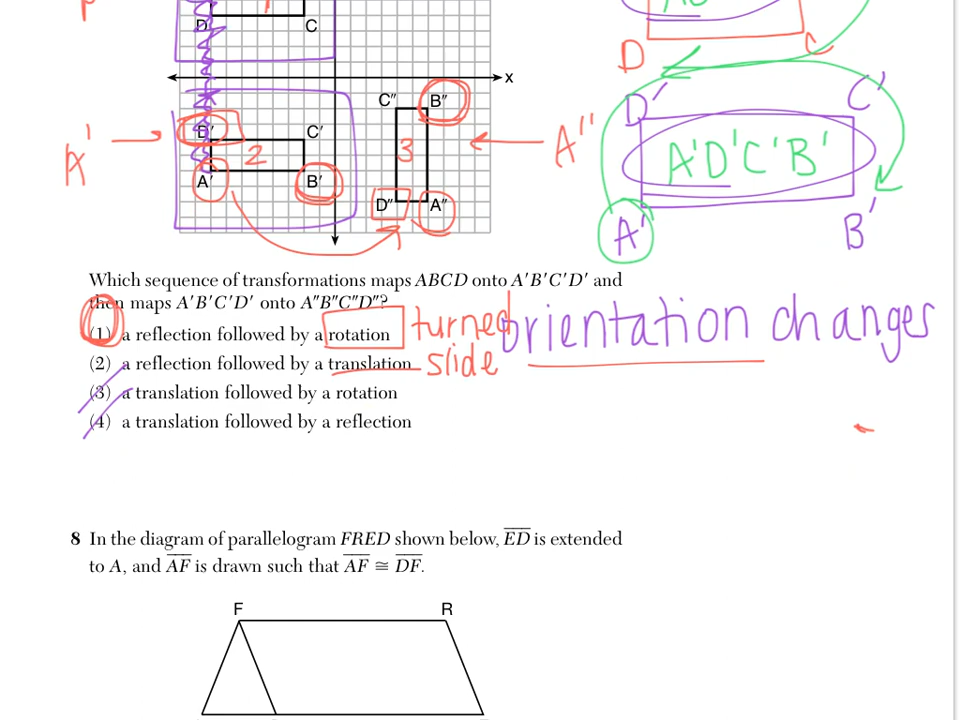 D C
D C
x
A' D' C' C" B" A" D' C'
2 3 A'D'C'B'
A' B' D" A" A' B'
Which sequence of transformations maps ABCD onto A'B'C'D' and
then maps A'B'C'D' onto A"B"C"D"?
(1) a reflection followed by a rotation turned orientation changes
(2) a reflection followed by a translation slide
(3) a translation followed by a rotation
(4) a translation followed by a reflection
8 In the diagram of parallelogram FRED shown below, ED is extended
to A, and AF is drawn such that AF ≅ DF.
F R